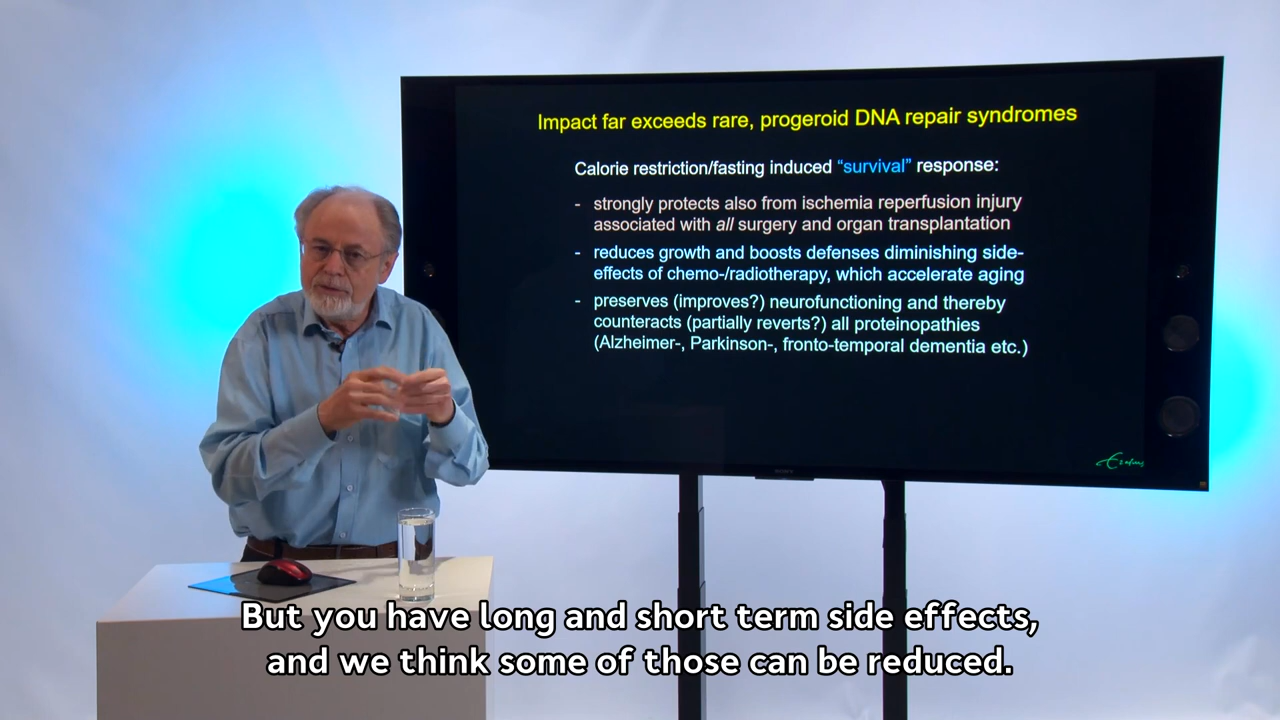 Impact far exceeds rare, progeroid DNA repair syndromes
Calorie restriction/fasting induced “survival” response:
- strongly protects also from ischemia reperfusion injury
associated with all surgery and organ transplantation
- reduces growth and boosts defenses diminishing side-
effects of chemo-/radiotherapy, which accelerate aging
- preserves (improves?) neurofunctioning and thereby
counteracts (partially reverts?) all proteinopathies
(Alzheimer-, Parkinson-, fronto-temporal dementia etc.)
Erasmus
SONY
But you have long and short term side effects,
and we think some of those can be reduced.